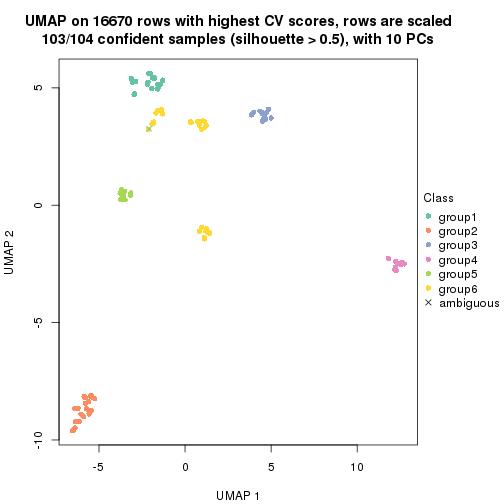 UMAP on 16670 rows with highest CV scores, rows are scaled
103/104 confident samples (silhouette > 0.5), with 10 PCs
5
0
-5
-10
UMAP 2
-5
0
5
10
UMAP 1
Class
group1
group2
group3
group4
group5
group6
ambiguous